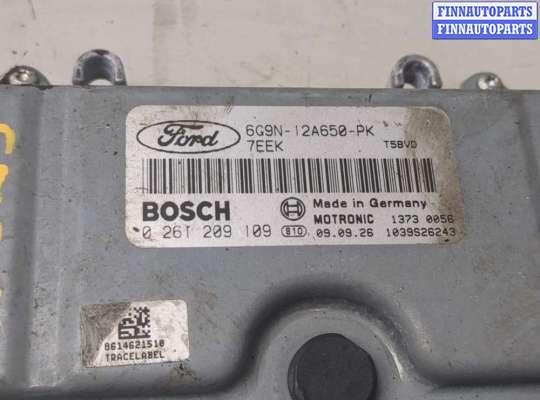 FINNAUTOPARTS
FINNAUTOPARTS
Ford
6G9N-12A650-PK
7EEK
T5BVD
BOSCH
Made in Germany
MOTRONIC 1373 0056
0 261 209 109 810 09.09.26 1039S26243
8614621510
TRACELABEL